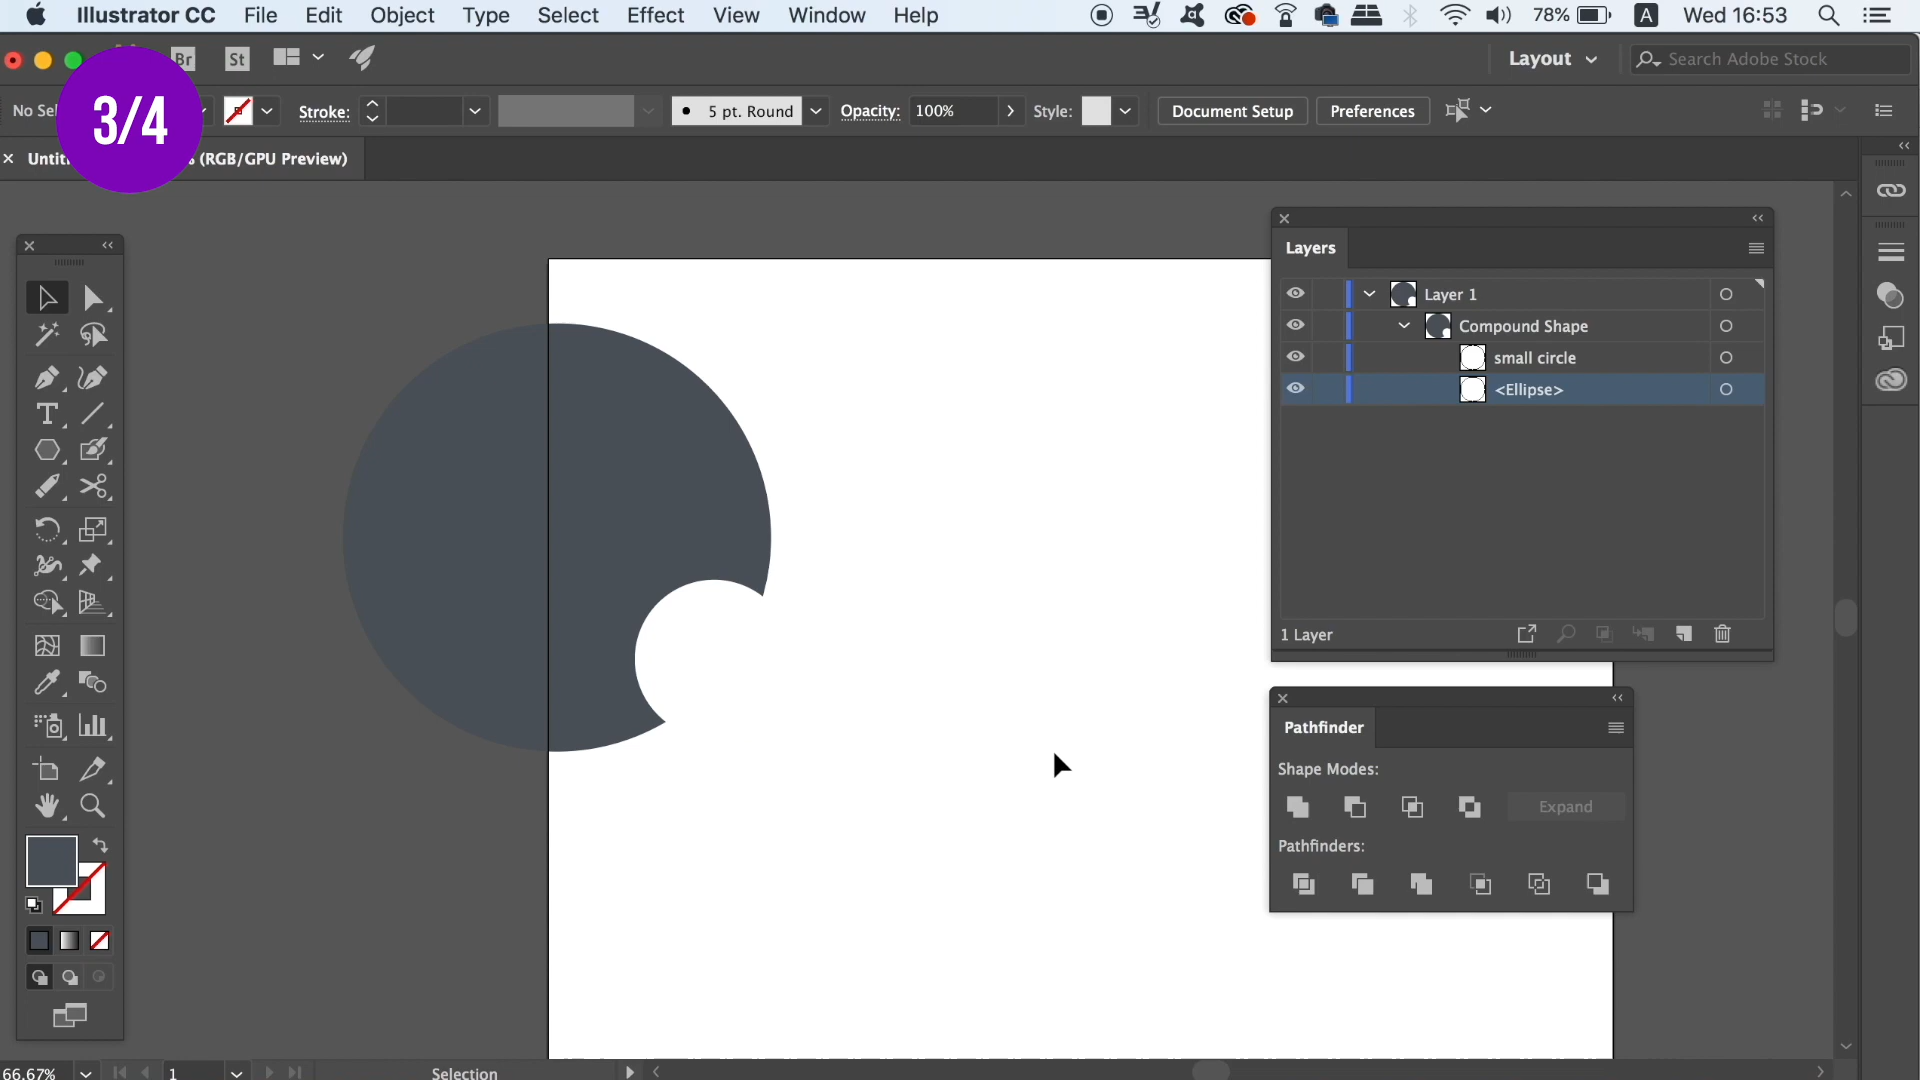 Illustrator CC File Edit Object Type Select Effect View Window Help 78% A Wed 16:53
Br St Layout Search Adobe Stock
3/4
No Sel Stroke: 5 pt. Round Opacity: 100% Style: Document Setup Preferences
Untit % (RGB/GPU Preview)
Layers
Layer 1
Compound Shape
small circle
<Ellipse>
1 Layer
Pathfinder
Shape Modes:
Expand
Pathfinders:
66.67% 1 Selection